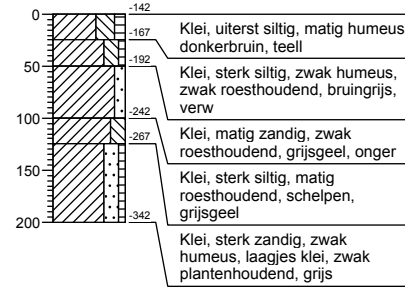 0
50
100
150
200
-142
-167
-192
-242
-267
-342
Klei, uiterst siltig, matig humeus
donkerbruin, teell
Klei, sterk siltig, zwak humeus,
zwak roesthoudend, bruingrijs,
verw
Klei, matig zandig, zwak
roesthoudend, grijsgeel, onger
Klei, sterk siltig, matig
roesthoudend, schelpen,
grijsgeel
Klei, sterk zandig, zwak
humeus, laagjes klei, zwak
plantenhoudend, grijs